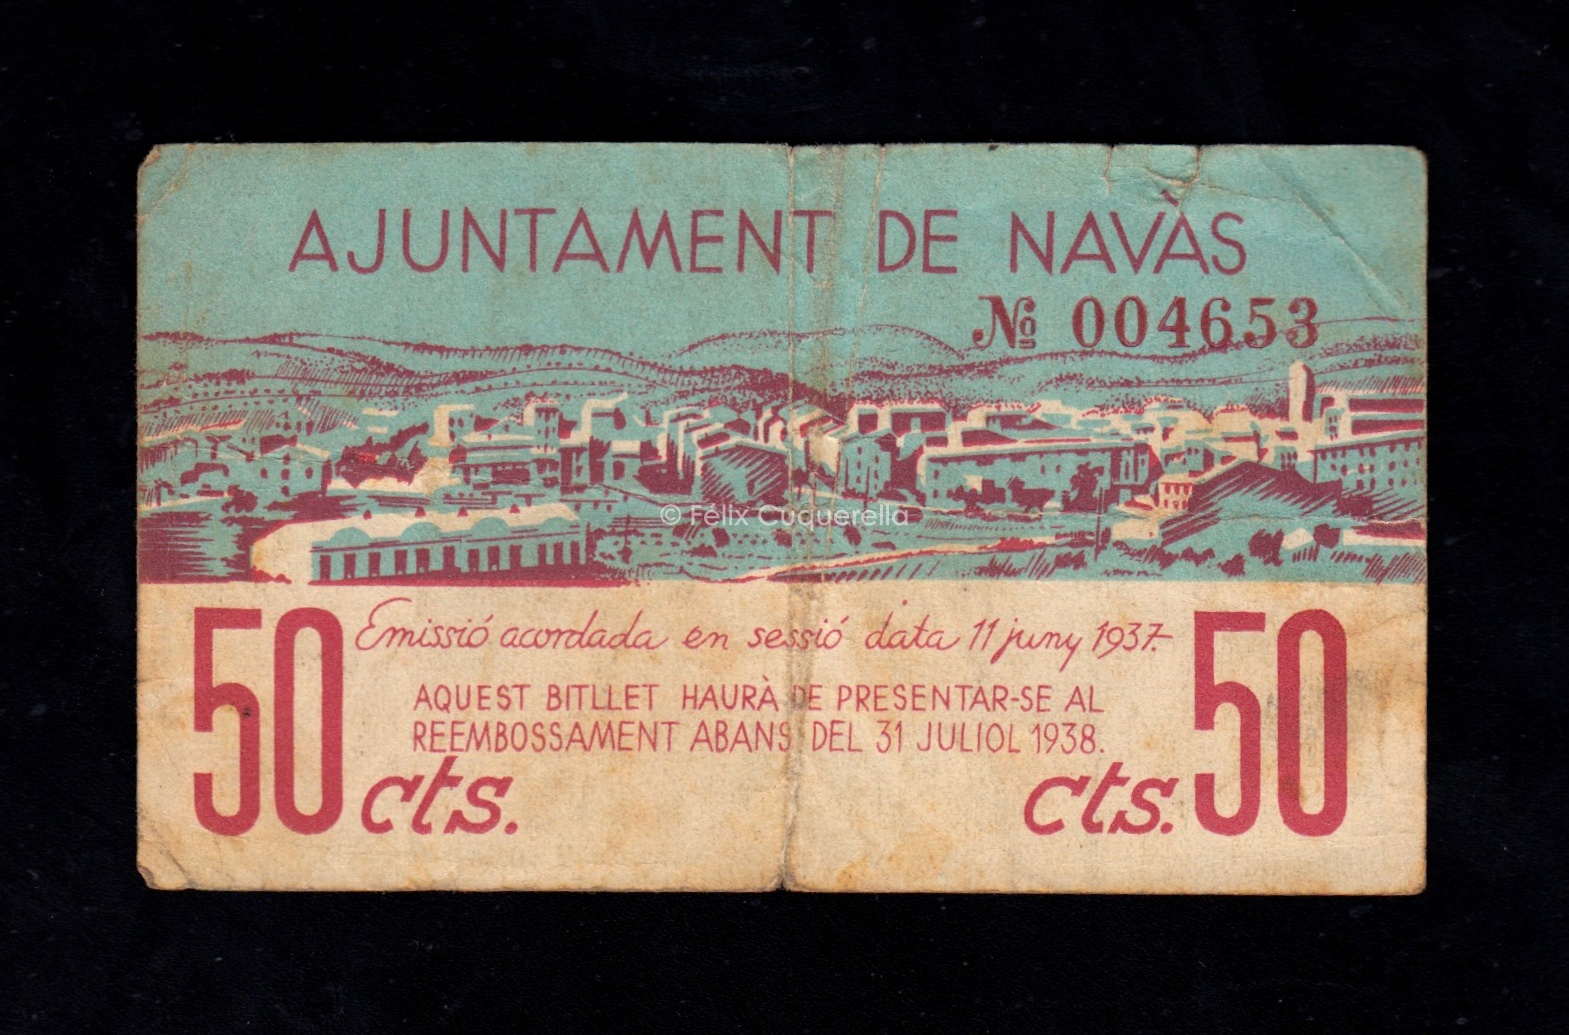 AJUNTAMENT DE NAVÀS
Nº 004653
© Fèlix Cuquerella
50 Emissió acordada en sessió data 11 juny 1937. 50
AQUEST BITLLET HAURÀ DE PRESENTAR-SE AL
REEMBOSSAMENT ABANS DEL 31 JULIOL 1938.
cts. cts.